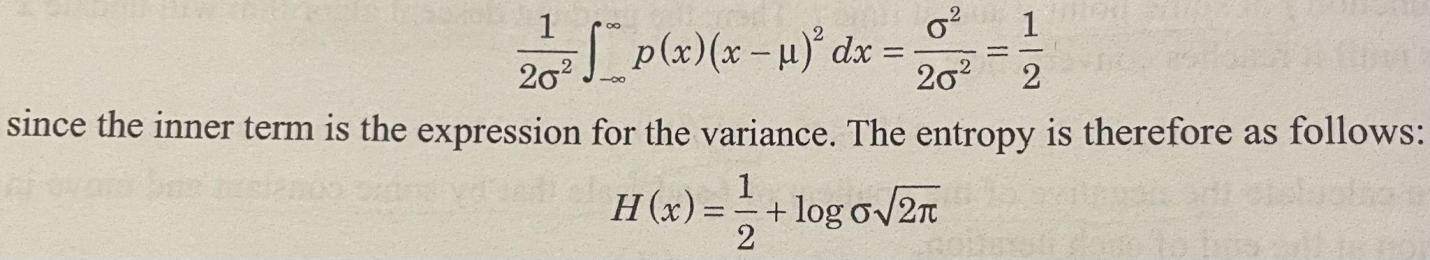 1/2σ² ∫_{-∞}^{∞} p(x)(x − μ)² dx = σ²/2σ² = 1/2
since the inner term is the expression for the variance. The entropy is therefore as follows:
H(x) = 1/2 + log σ√2π